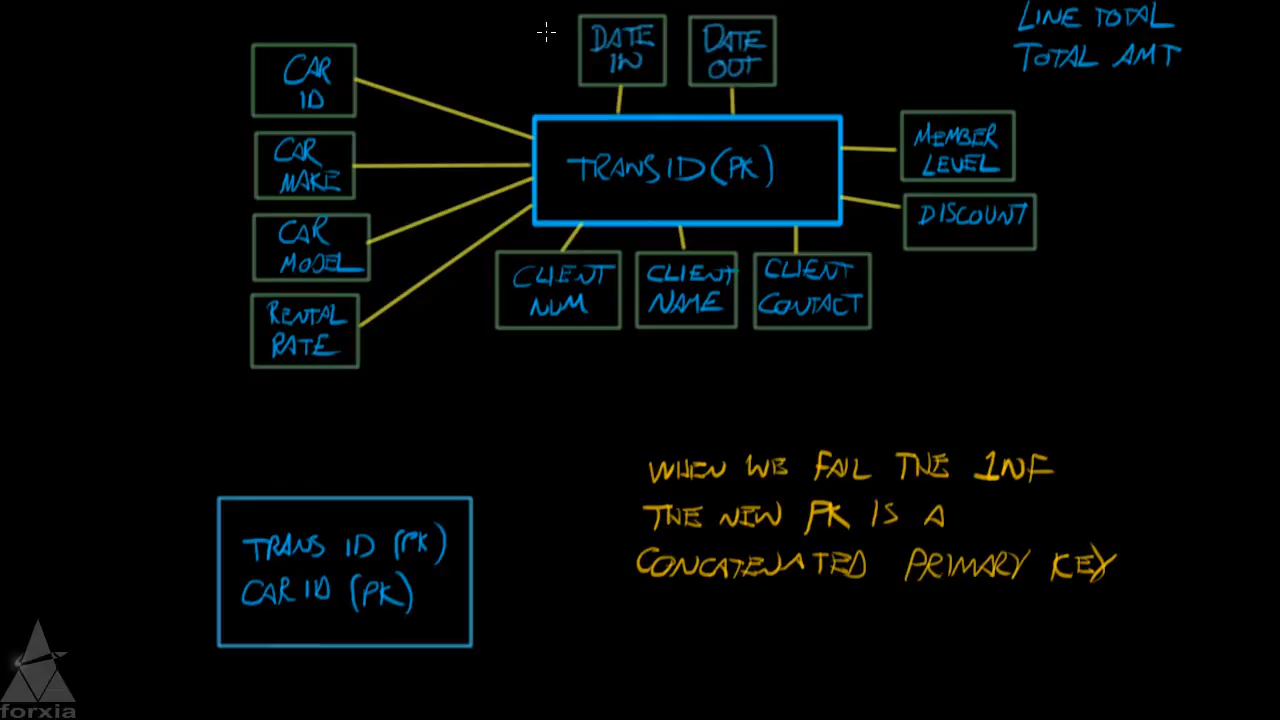 LINE TOTAL
TOTAL AMT
DATE
IN
DATE
OUT
CAR
ID
CAR
MAKE
CAR
MODEL
RENTAL
RATE
TRANS ID (PK)
MEMBER
LEVEL
DISCOUNT
CLIENT
NUM
CLIENT
NAME
CLIENT
CONTACT
TRANS ID (PK)
CAR ID (PK)
WHEN WE FAIL THE 1NF
THE NEW PK IS A
CONCATENATED PRIMARY KEY
forxia